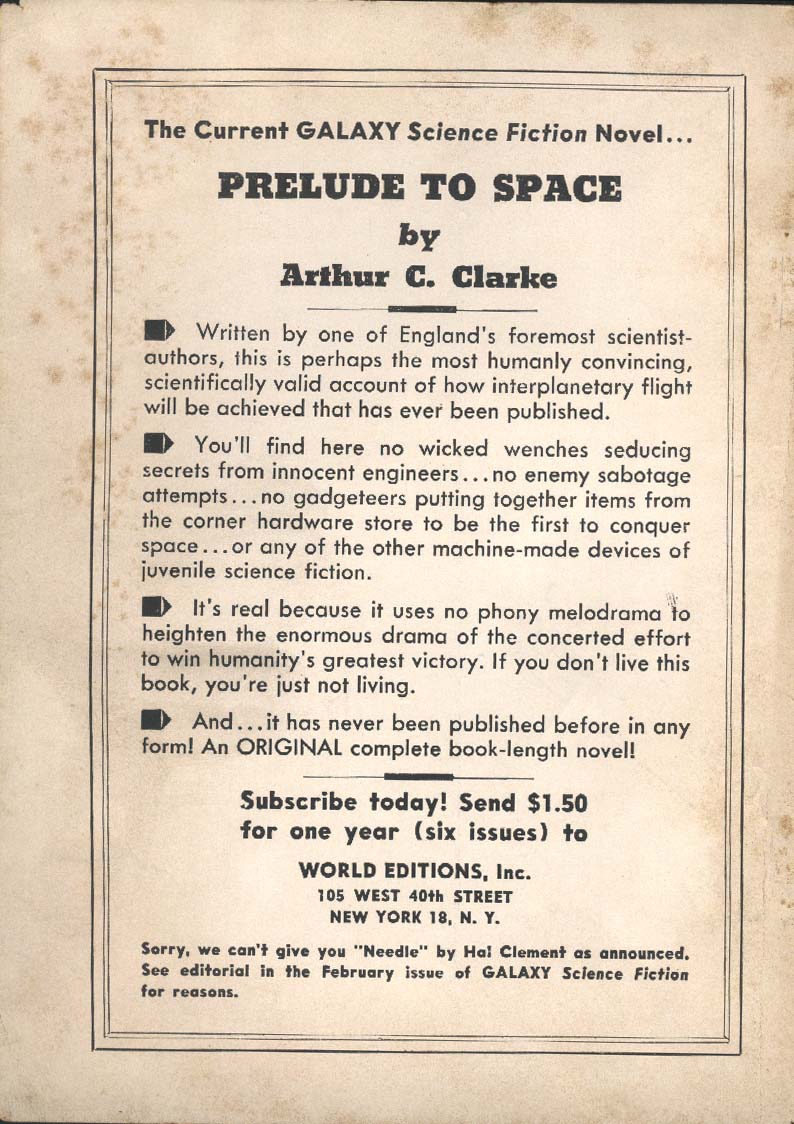 The Current GALAXY Science Fiction Novel...
PRELUDE TO SPACE
by
Arthur C. Clarke
Written by one of England's foremost scientist-
authors, this is perhaps the most humanly convincing,
scientifically valid account of how interplanetary flight
will be achieved that has ever been published.
You'll find here no wicked wenches seducing
secrets from innocent engineers...no enemy sabotage
attempts...no gadgeteers putting together items from
the corner hardware store to be the first to conquer
space...or any of the other machine-made devices of
juvenile science fiction.
It's real because it uses no phony melodrama to
heighten the enormous drama of the concerted effort
to win humanity's greatest victory. If you don't live this
book, you're just not living.
And...it has never been published before in any
form! An ORIGINAL complete book-length novel!
Subscribe today! Send $1.50
for one year (six issues) to
WORLD EDITIONS, Inc.
105 WEST 40th STREET
NEW YORK 18, N. Y.
Sorry, we can't give you "Needle" by Hal Clement as announced.
See editorial in the February issue of GALAXY Science Fiction
for reasons.